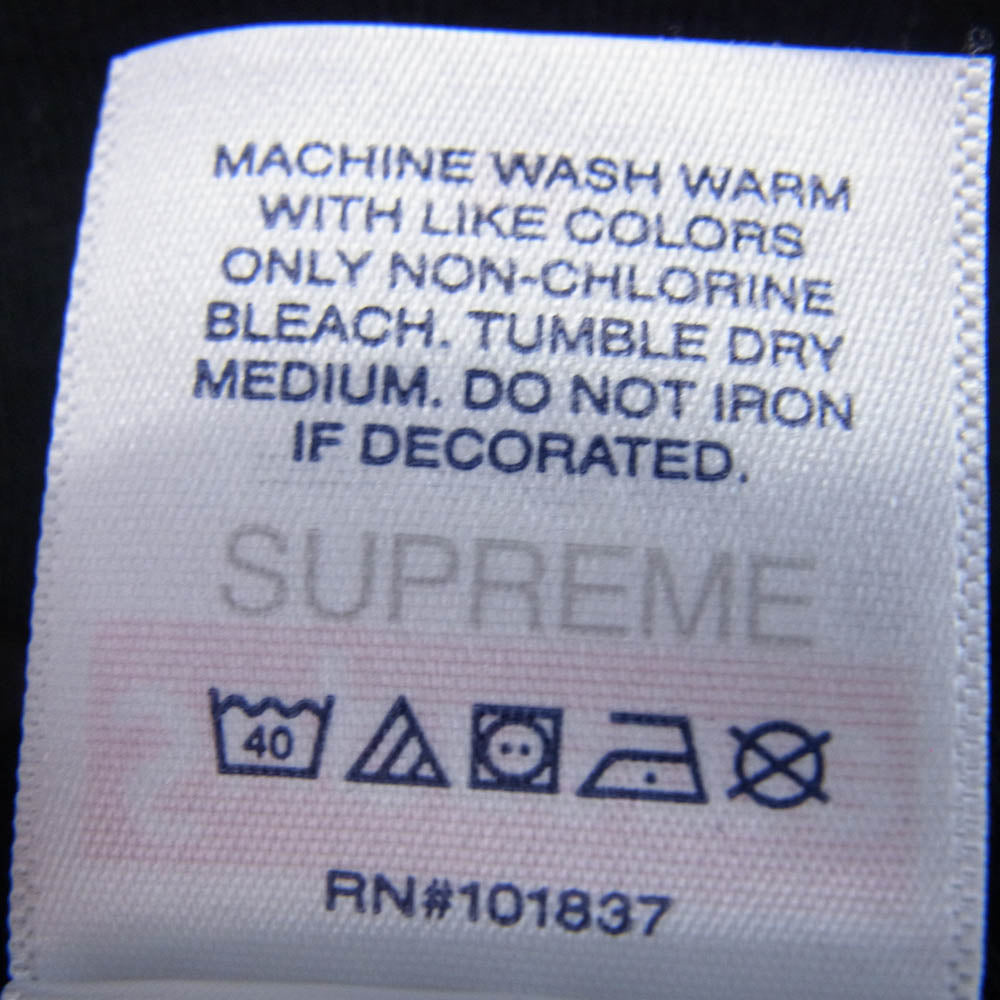 MACHINE WASH WARM
WITH LIKE COLORS
ONLY NON-CHLORINE
BLEACH. TUMBLE DRY
MEDIUM. DO NOT IRON
IF DECORATED.
SUPREME
40
RN#101837